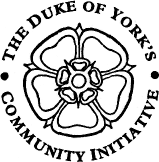 THE DUKE OF YORK'S
COMMUNITY INITIATIVE